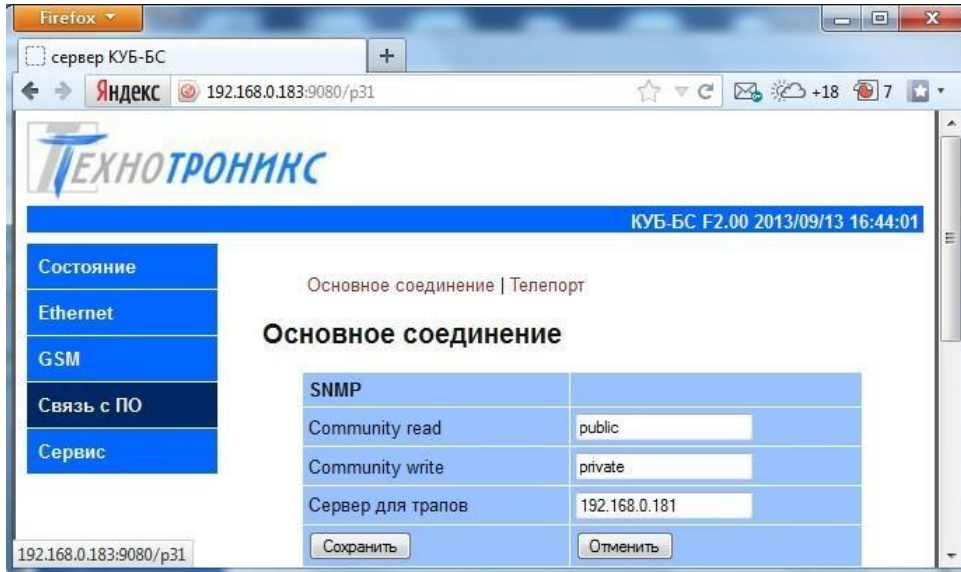 Firefox
сервер КУБ-БС
Яндекс 192.168.0.183:9080/p31 +18 7
ТЕХНОТРОНИКС
КУБ-БС F2.00 2013/09/13 16:44:01
Состояние
Ethernet
GSM
Связь с ПО
Сервис
Основное соединение | Телепорт
Основное соединение
SNMP
Community read public
Community write private
Сервер для трапов 192.168.0.181
Сохранить Отменить
192.168.0.183:9080/p31